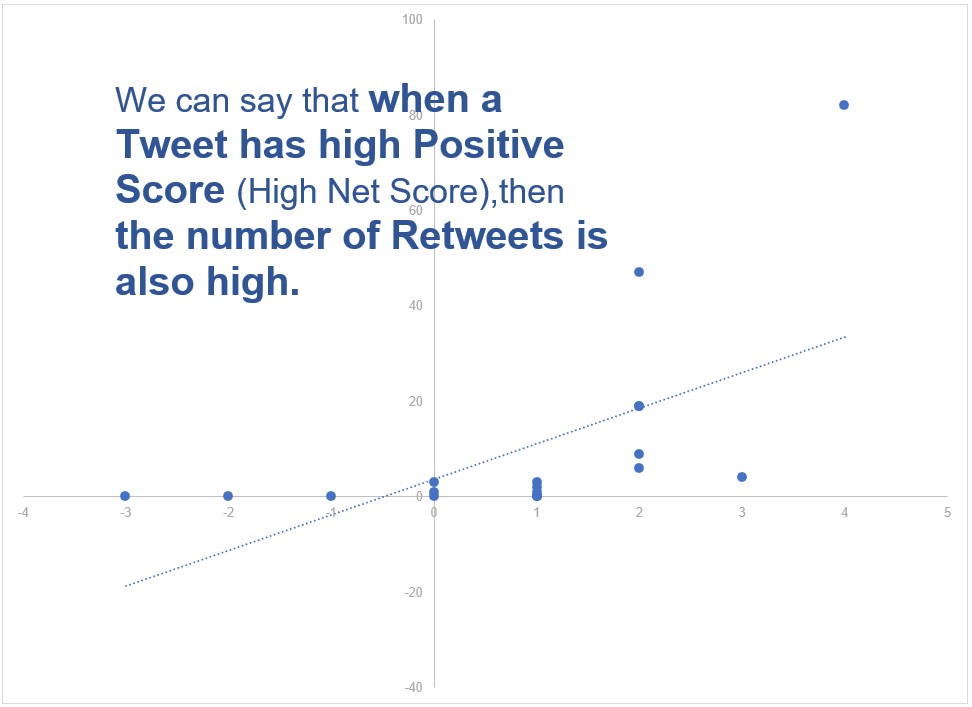 100
We can say that when a
80
Tweet has high Positive
Score (High Net Score),then
60
the number of Retweets is
also high.
40
20
0
-4 -3 -2 -1 0 1 2 3 4 5
-20
-40